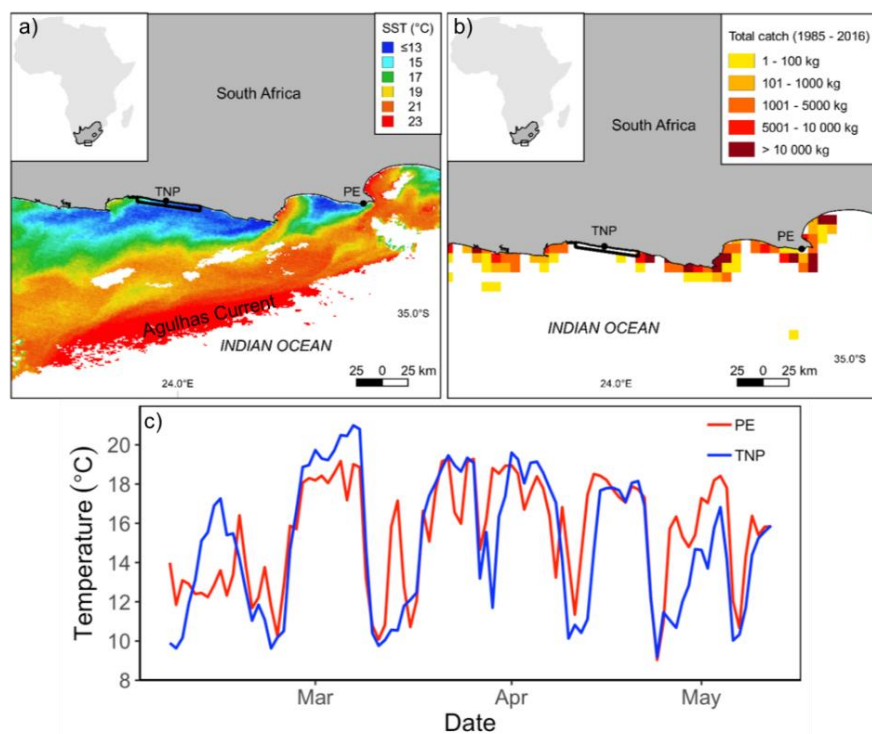 a)
SST (°C)
≤13
15
17
19
21
23
South Africa
TNP
PE
Agulhas Current
INDIAN OCEAN
35.0°S
25 0 25 km
24.0°E
b)
Total catch (1985 - 2016)
1 - 100 kg
101 - 1000 kg
1001 - 5000 kg
5001 - 10 000 kg
> 10 000 kg
South Africa
TNP
PE
INDIAN OCEAN
35.0°S
25 0 25 km
24.0°E
c)
PE
TNP
Temperature (°C)
20
18
16
14
12
10
8
Mar Apr May
Date